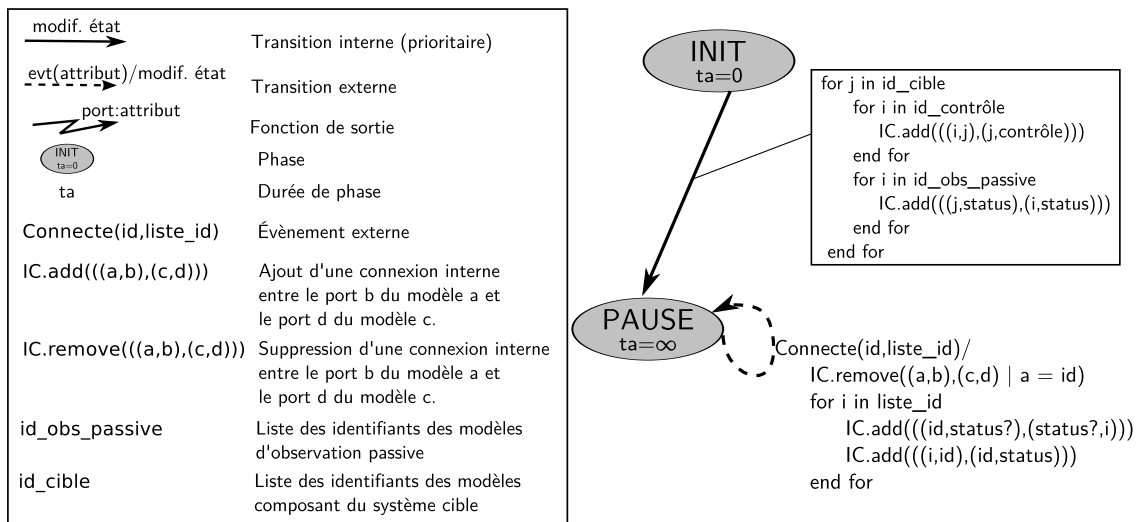 modif. état
Transition interne (prioritaire)
evt(attribut)/modif. état
Transition externe
port:attribut
Fonction de sortie
INIT
ta=0
Phase
ta
Durée de phase
Connecte(id,liste_id)
Évènement externe
IC.add(((a,b),(c,d)))
Ajout d'une connexion interne
entre le port b du modèle a et
le port d du modèle c.
IC.remove(((a,b),(c,d)))
Suppression d'une connexion interne
entre le port b du modèle a et
le port d du modèle c.
id_obs_passive
Liste des identifiants des modèles
d'observation passive
id_cible
Liste des identifiants des modèles
composant du système cible
INIT
ta=0
for j in id_cible
for i in id_contrôle
IC.add(((i,j),(j,contrôle)))
end for
for i in id_obs_passive
IC.add(((j,status),(i,status)))
end for
end for
PAUSE
ta=∞
Connecte(id,liste_id)/
IC.remove((a,b),(c,d) | a = id)
for i in liste_id
IC.add(((id,status?),(status?,i)))
IC.add(((i,id),(id,status)))
end for